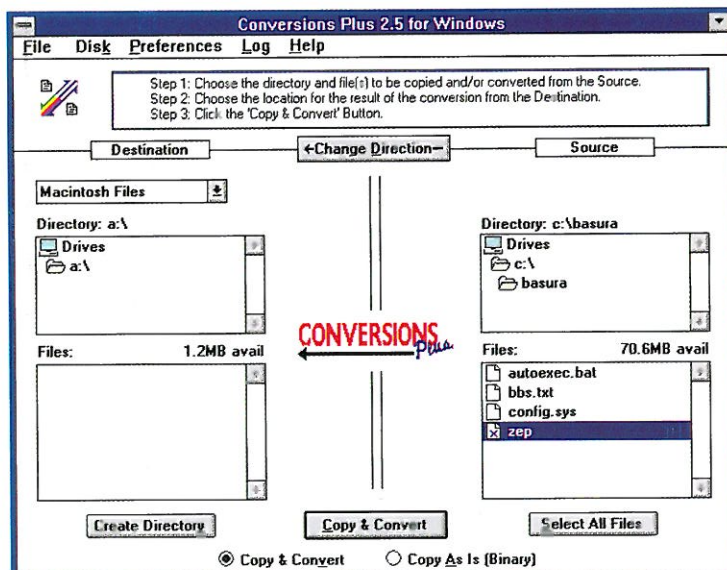 Conversions Plus 2.5 for Windows
File Disk Preferences Log Help
Step 1: Choose the directory and file(s) to be copied and/or converted from the Source.
Step 2: Choose the location for the result of the conversion from the Destination.
Step 3: Click the 'Copy & Convert' Button.
Destination
←Change Direction─
Source
Macintosh Files
Directory: a:\
Drives
a:\
Directory: c:\basura
Drives
c:\
basura
CONVERSIONS
Plus
Files: 1.2MB avail
Files: 70.6MB avail
autoexec.bat
bbs.txt
config.sys
zep
Create Directory
Copy & Convert
Select All Files
Copy & Convert
Copy As Is (Binary)